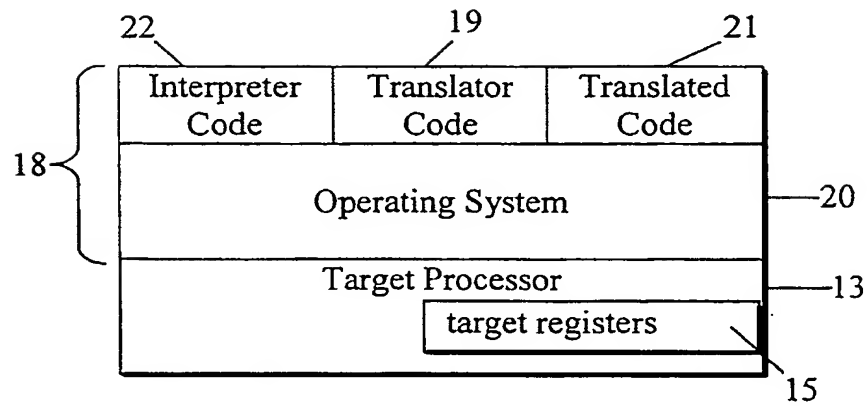 22 19 21
Interpreter Code
Translator Code
Translated Code
18
Operating System
20
Target Processor
13
target registers
15